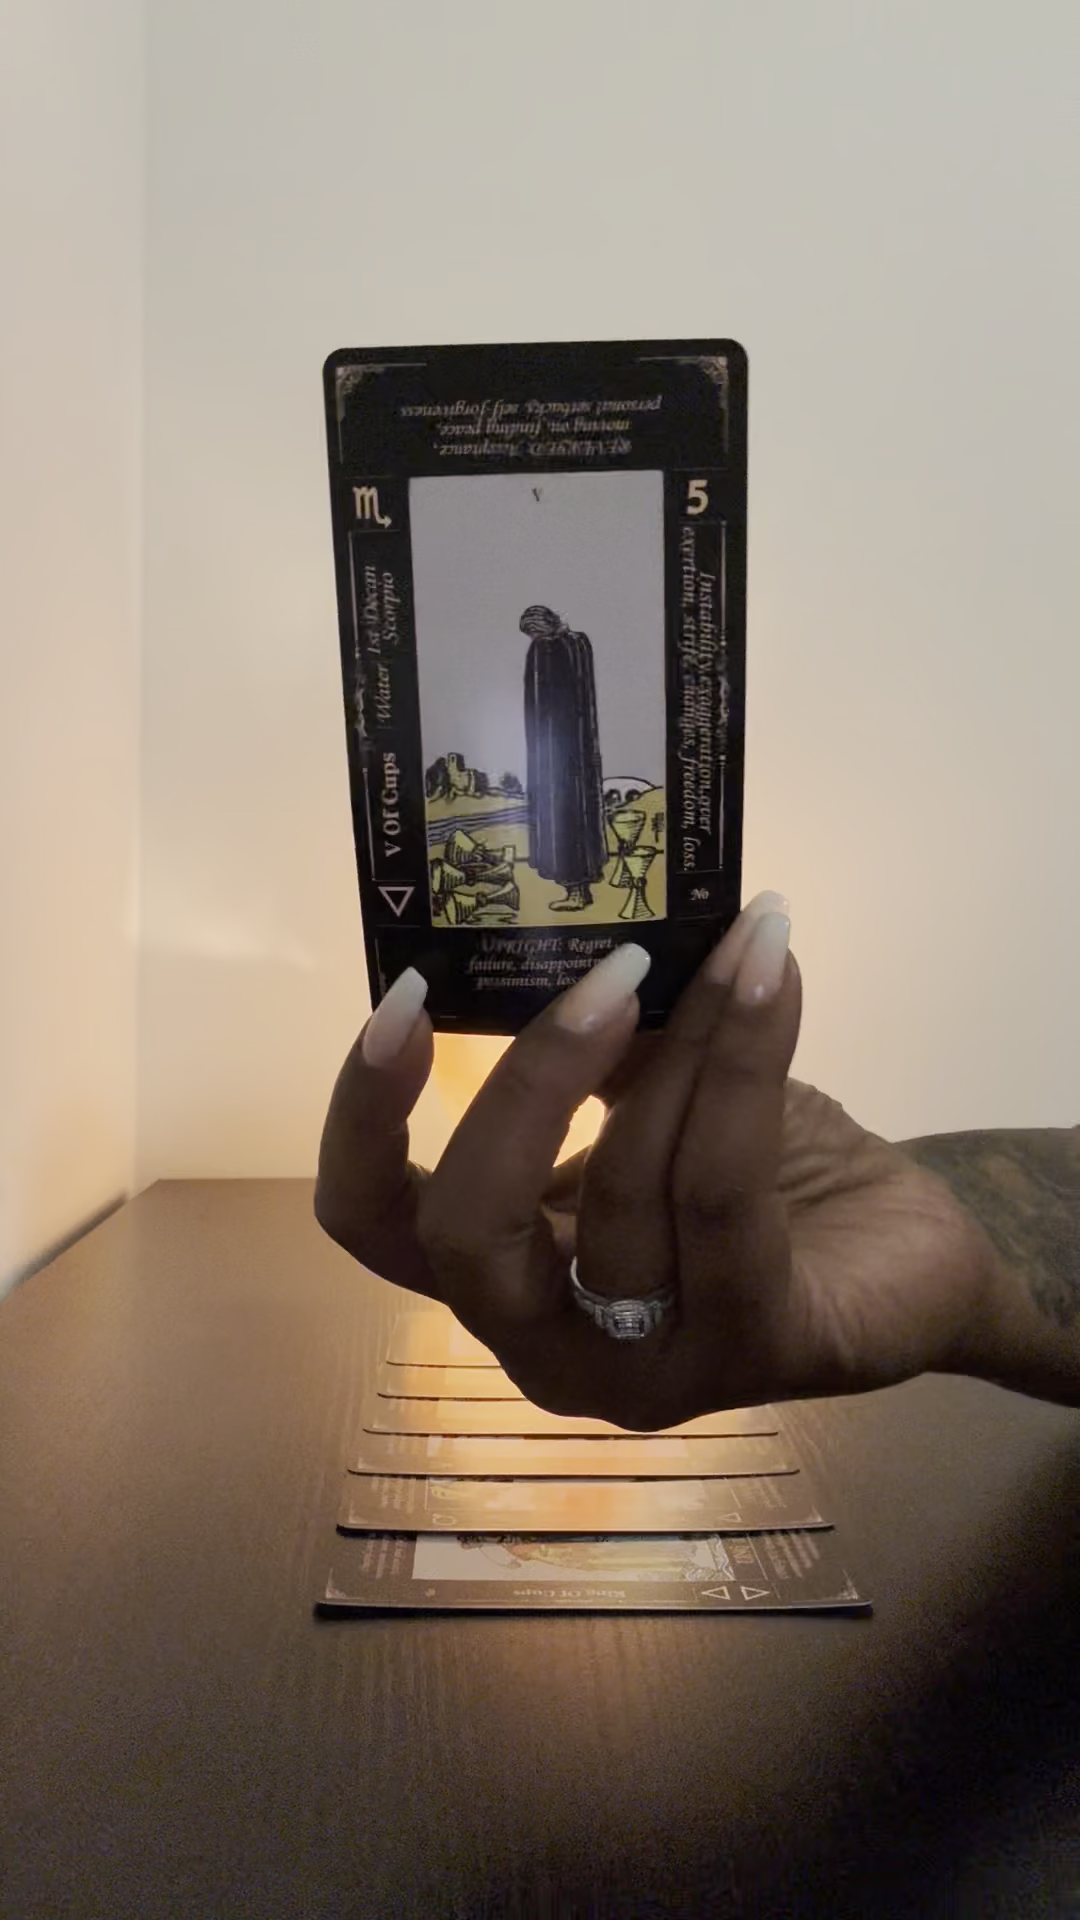 REVERSED: Acceptance,
moving on, finding peace,
personal setbacks, self-forgiveness
♏
5
V
1st Decan
Water Scorpio
V Of Cups
Instability, exaggeration, over
exertion, strife, changes, freedom, loss.
No
UPRIGHT: Regret,
failure, disappoint
pessimism, loss
King Of Cups